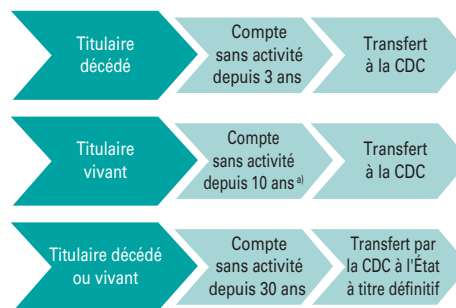 Titulaire
décédé
Compte
sans activité
depuis 3 ans
Transfert
à la CDC
Titulaire
vivant
Compte
sans activité
depuis 10 ans a)
Transfert
à la CDC
Titulaire décédé
ou vivant
Compte
sans activité
depuis 30 ans
Transfert par
la CDC à l'État
à titre définitif